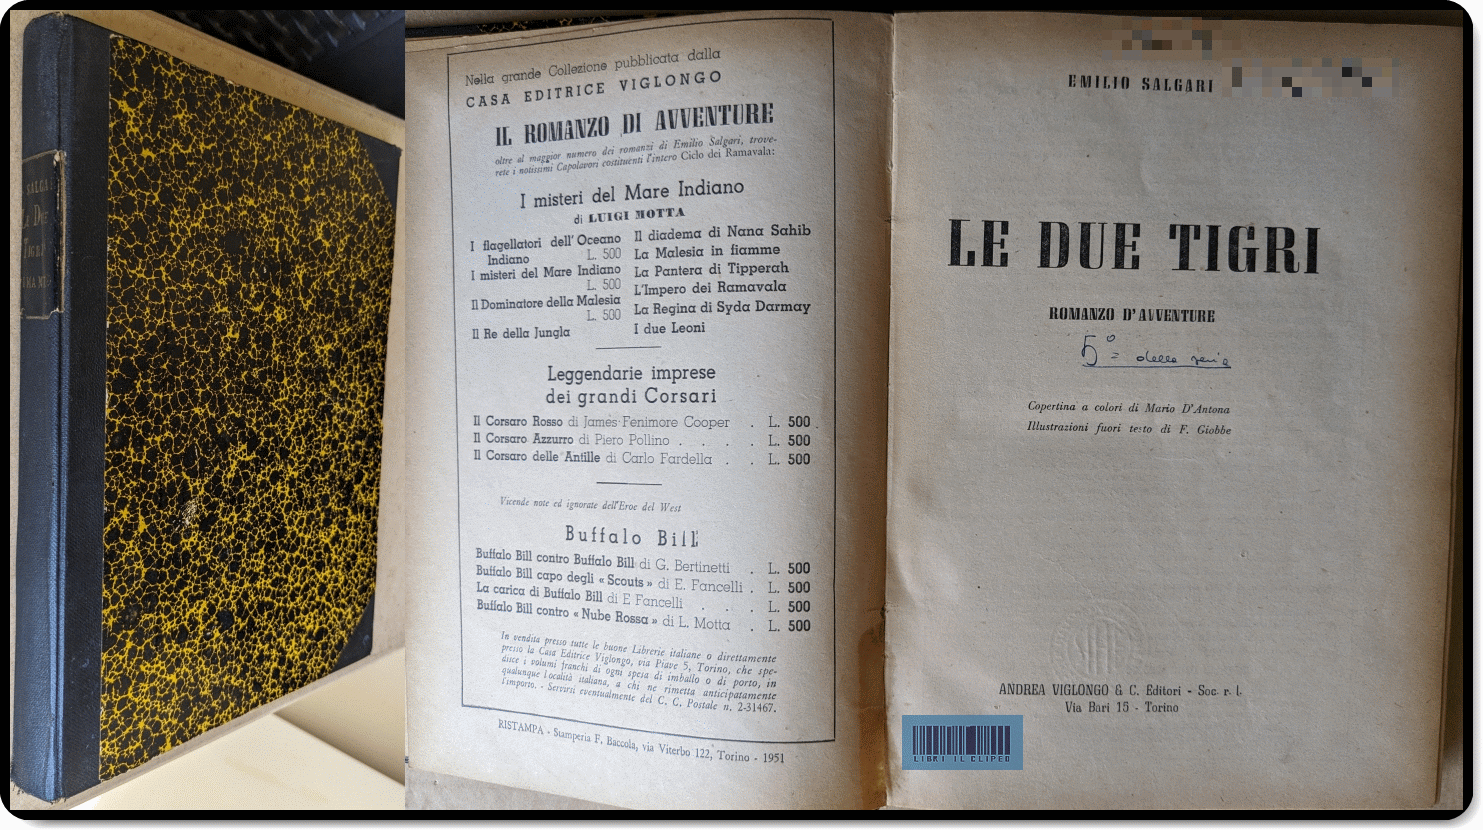 SALGA
DUE
TIGRI
Nella grande Collezione pubblicata dalla
CASA EDITRICE VIGLONGO
IL ROMANZO DI AVVENTURE
oltre al maggior numero dei romanzi di Emilio Salgari, trove-
rete i notissimi Capolavori costituenti l'intero Ciclo dei Ramavala:
I misteri del Mare Indiano
di LUIGI MOTTA
I flagellatori dell'Oceano
Indiano L. 500
I misteri del Mare Indiano
L. 500
Il Dominatore della Malesia
L. 500
Il Re della Jungla
Il diadema di Nana Sahib
La Malesia in fiamme
La Pantera di Tipperah
L'Impero dei Ramavala
La Regina di Syda Darmay
I due Leoni
Leggendarie imprese
dei grandi Corsari
Il Corsaro Rosso di James Fenimore Cooper . L. 500
Il Corsaro Azzurro di Piero Pollino . . . . L. 500
Il Corsaro delle Antille di Carlo Fardella . . L. 500
Vicende note ed ignorate dell'Eroe del West
Buffalo Bill
Buffalo Bill contro Buffalo Bill di G. Bertinetti . L. 500
Buffalo Bill capo degli « Scouts » di E. Fancelli . L. 500
La carica di Buffalo Bill di E Fancelli . . . L. 500
Buffalo Bill contro « Nube Rossa » di L. Motta . L. 500
In vendita presso tutte le buone Librerie italiane o direttamente
presso la Casa Editrice Viglongo, via Piave 5, Torino, che spe-
disce i volumi franchi di ogni spesa di imballo o di porto, in
qualunque località italiana, a chi ne rimetta anticipatamente
l'importo. - Servirsi eventualmente del C. C. Postale n. 2-31467.
RISTAMPA - Stamperia F. Baccola, via Viterbo 122, Torino - 1951
EMILIO SALGARI
LE DUE TIGRI
ROMANZO D'AVVENTURE
5° = della serie
Copertina a colori di Mario D'Antona
Illustrazioni fuori testo di F. Giobbe
ANDREA VIGLONGO & C. Editori - Soc. r. l.
Via Bari 15 - Torino
LIBRI IL CLIPEO